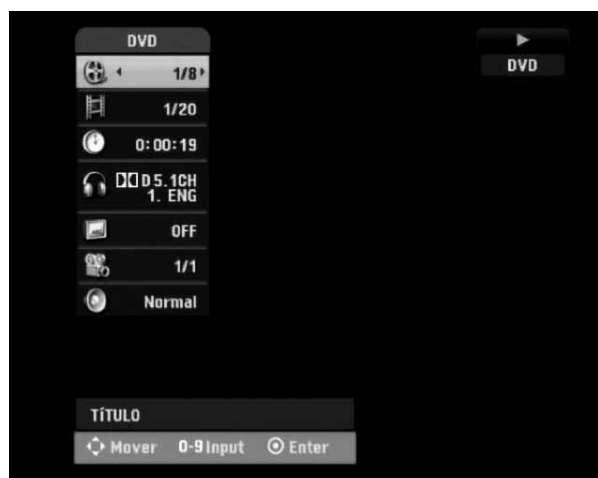 DVD
1/8
1/20
0:00:19
D 5.1CH
1. ENG
OFF
1/1
Normal
TÍTULO
Mover 0-9 Input Enter
DVD